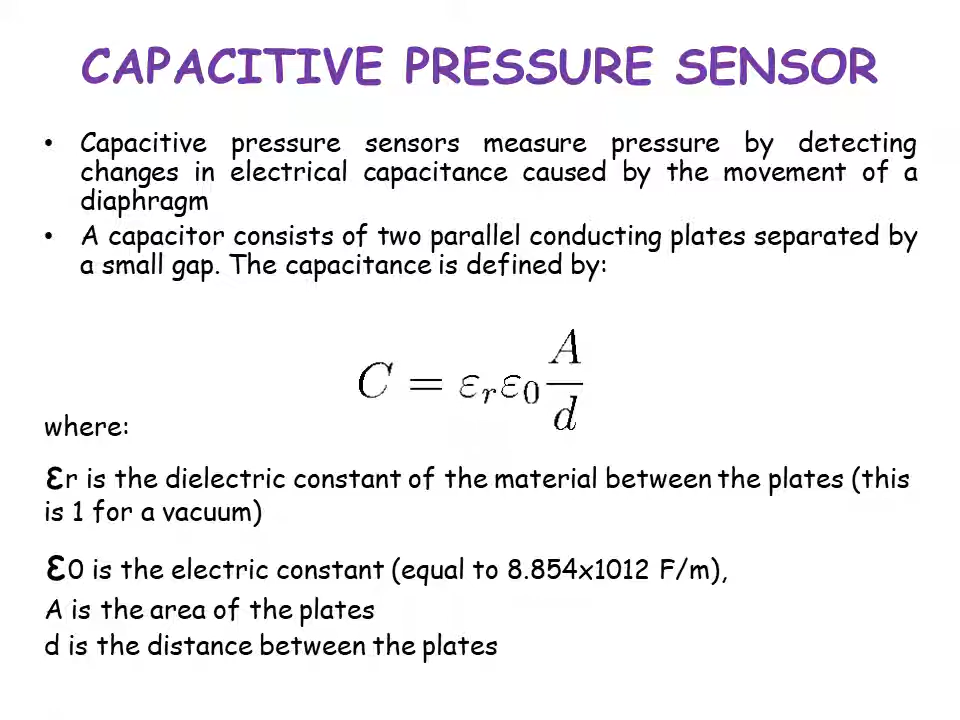 CAPACITIVE PRESSURE SENSOR
• Capacitive pressure sensors measure pressure by detecting
changes in electrical capacitance caused by the movement of a
diaphragm
• A capacitor consists of two parallel conducting plates separated by
a small gap. The capacitance is defined by:
C = εrε0 A/d
where:
εr is the dielectric constant of the material between the plates (this
is 1 for a vacuum)
ε0 is the electric constant (equal to 8.854x1012 F/m),
A is the area of the plates
d is the distance between the plates